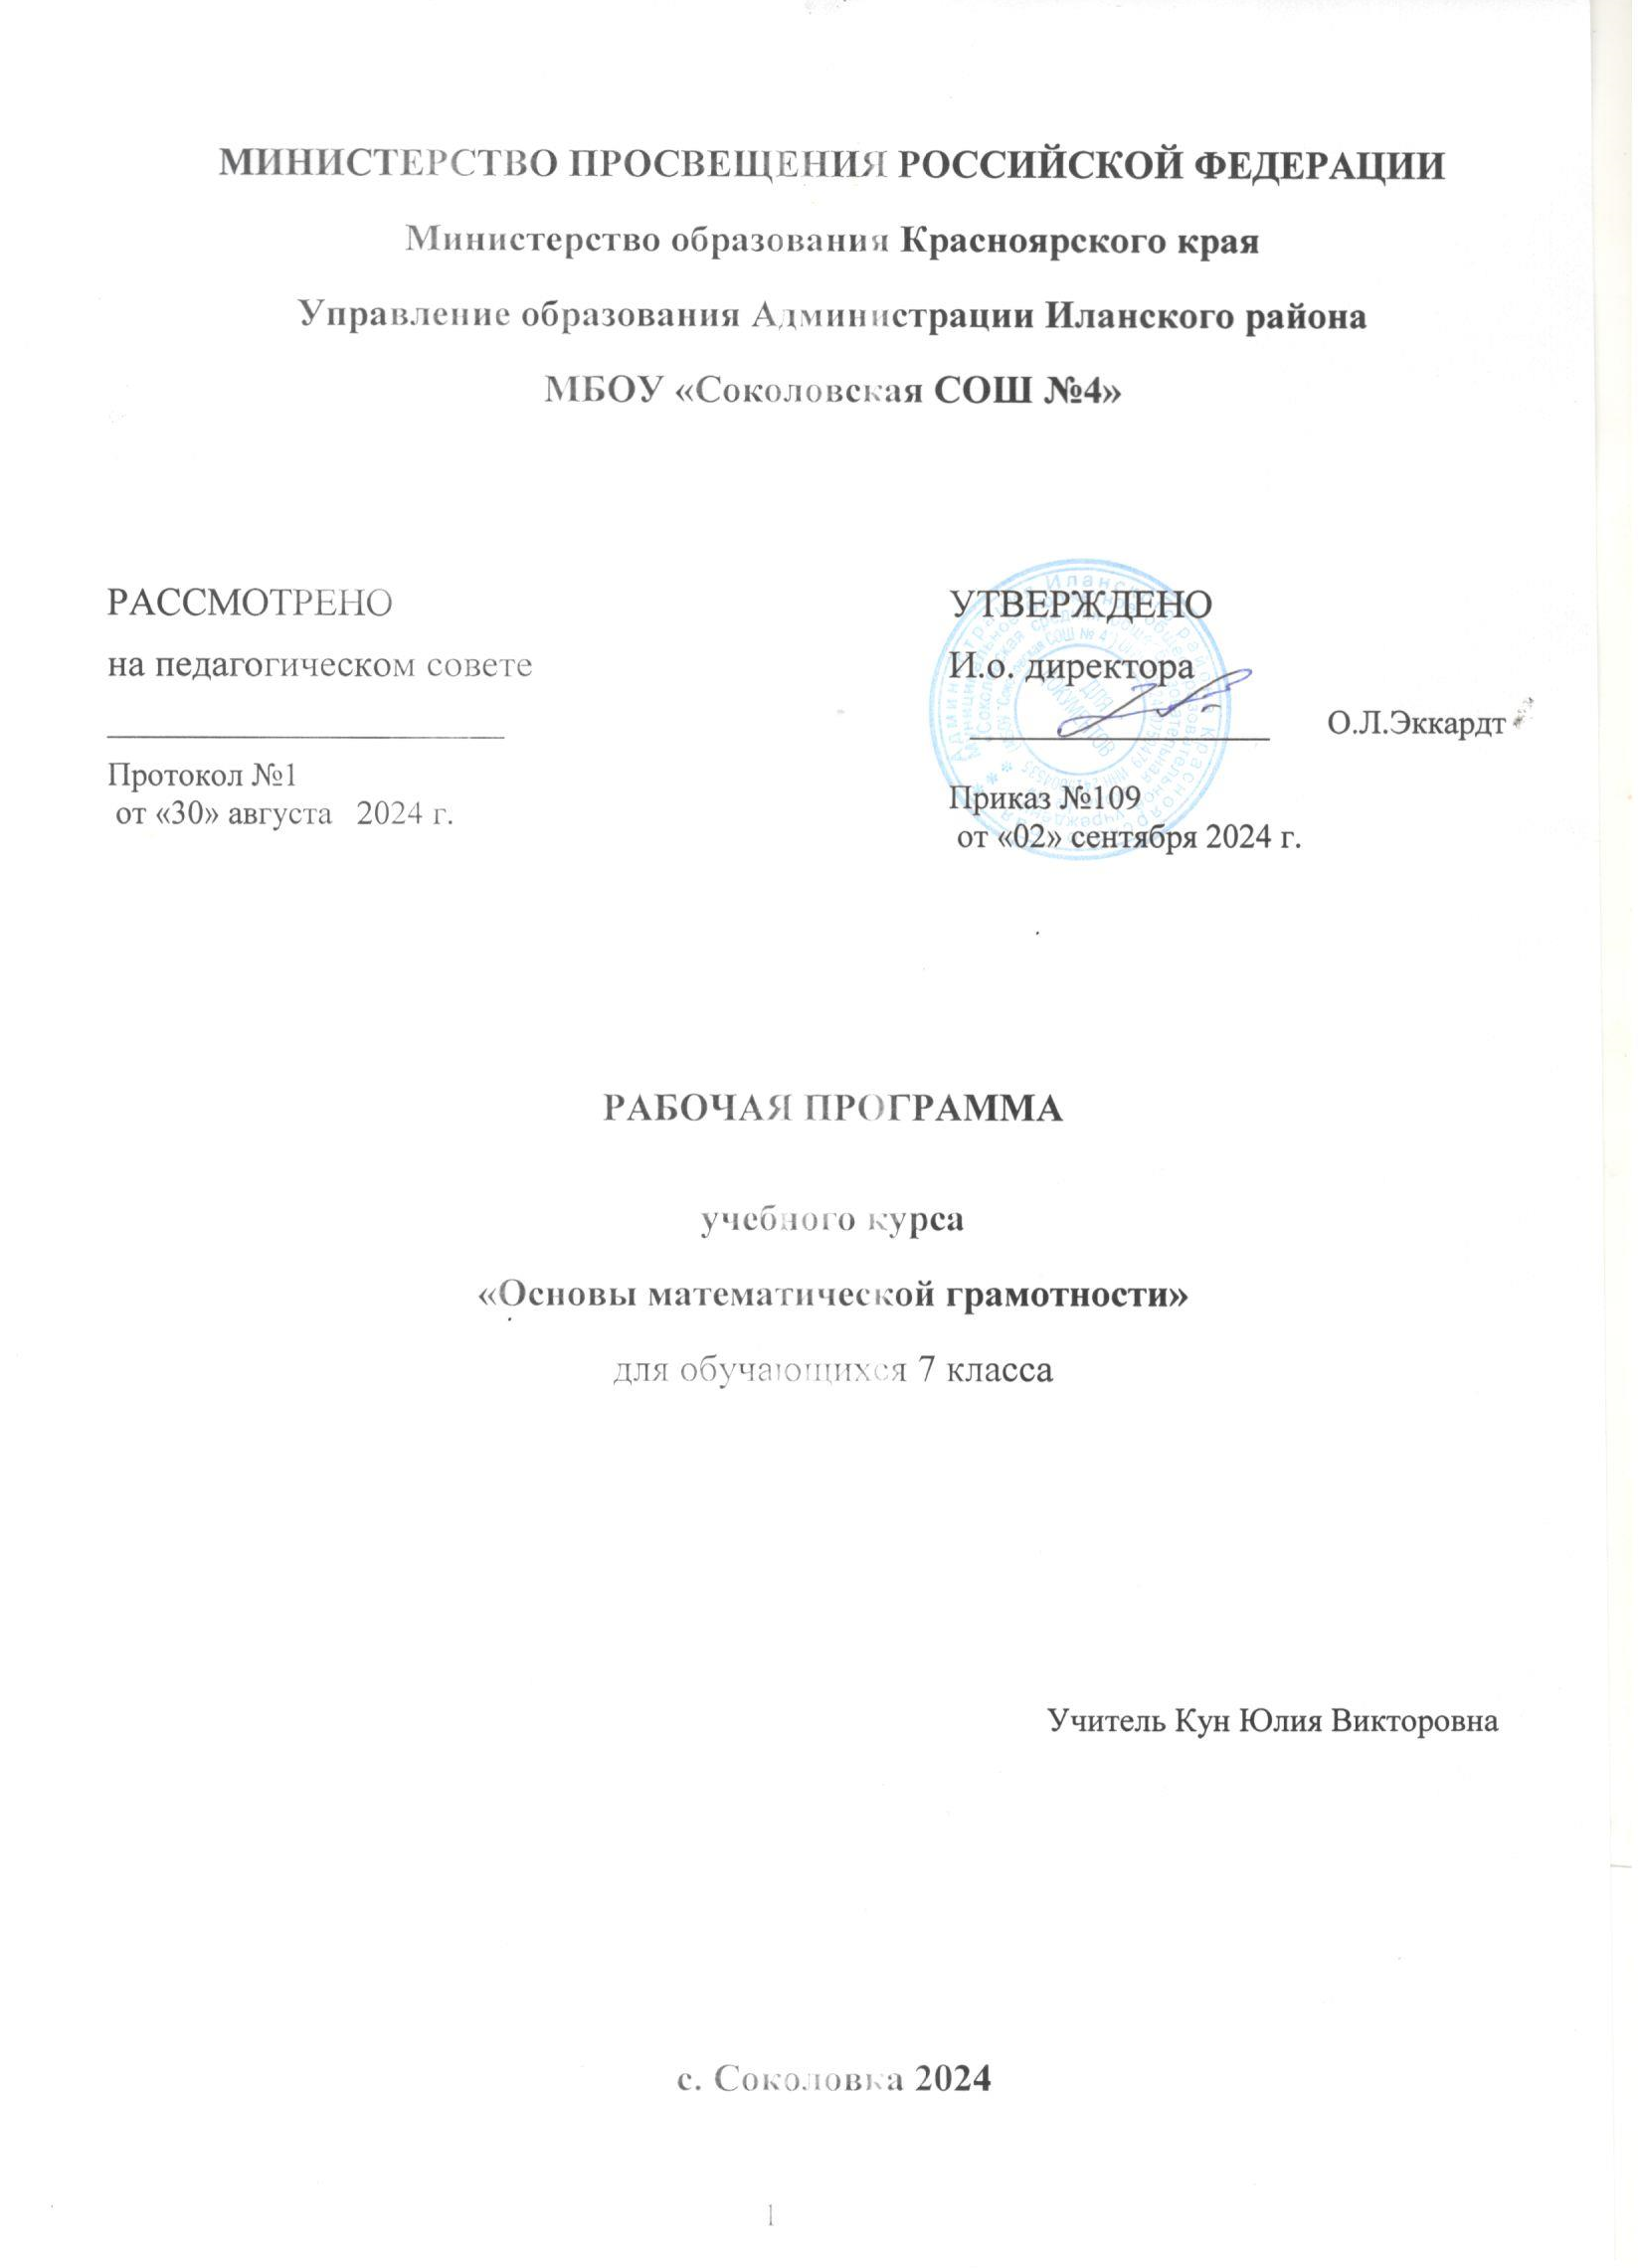 МИНИСТЕРСТВО ПРОСВЕЩЕНИЯ РОССИЙСКОЙ ФЕДЕРАЦИИ
Министерство образования Красноярского края
Управление образования Администрации Иланского района
МБОУ «Соколовская СОШ №4»
РАССМОТРЕНО
на педагогическом совете
Протокол №1
от «30» августа 2024 г.
УТВЕРЖДЕНО
И.о. директора
О.Л.Эккардт
Приказ №109
от «02» сентября 2024 г.
ДЛЯ
ДОКУМЕНТОВ
РАБОЧАЯ ПРОГРАММА
учебного курса
«Основы математической грамотности»
для обучающихся 7 класса
Учитель Кун Юлия Викторовна
с. Соколовка 2024
1